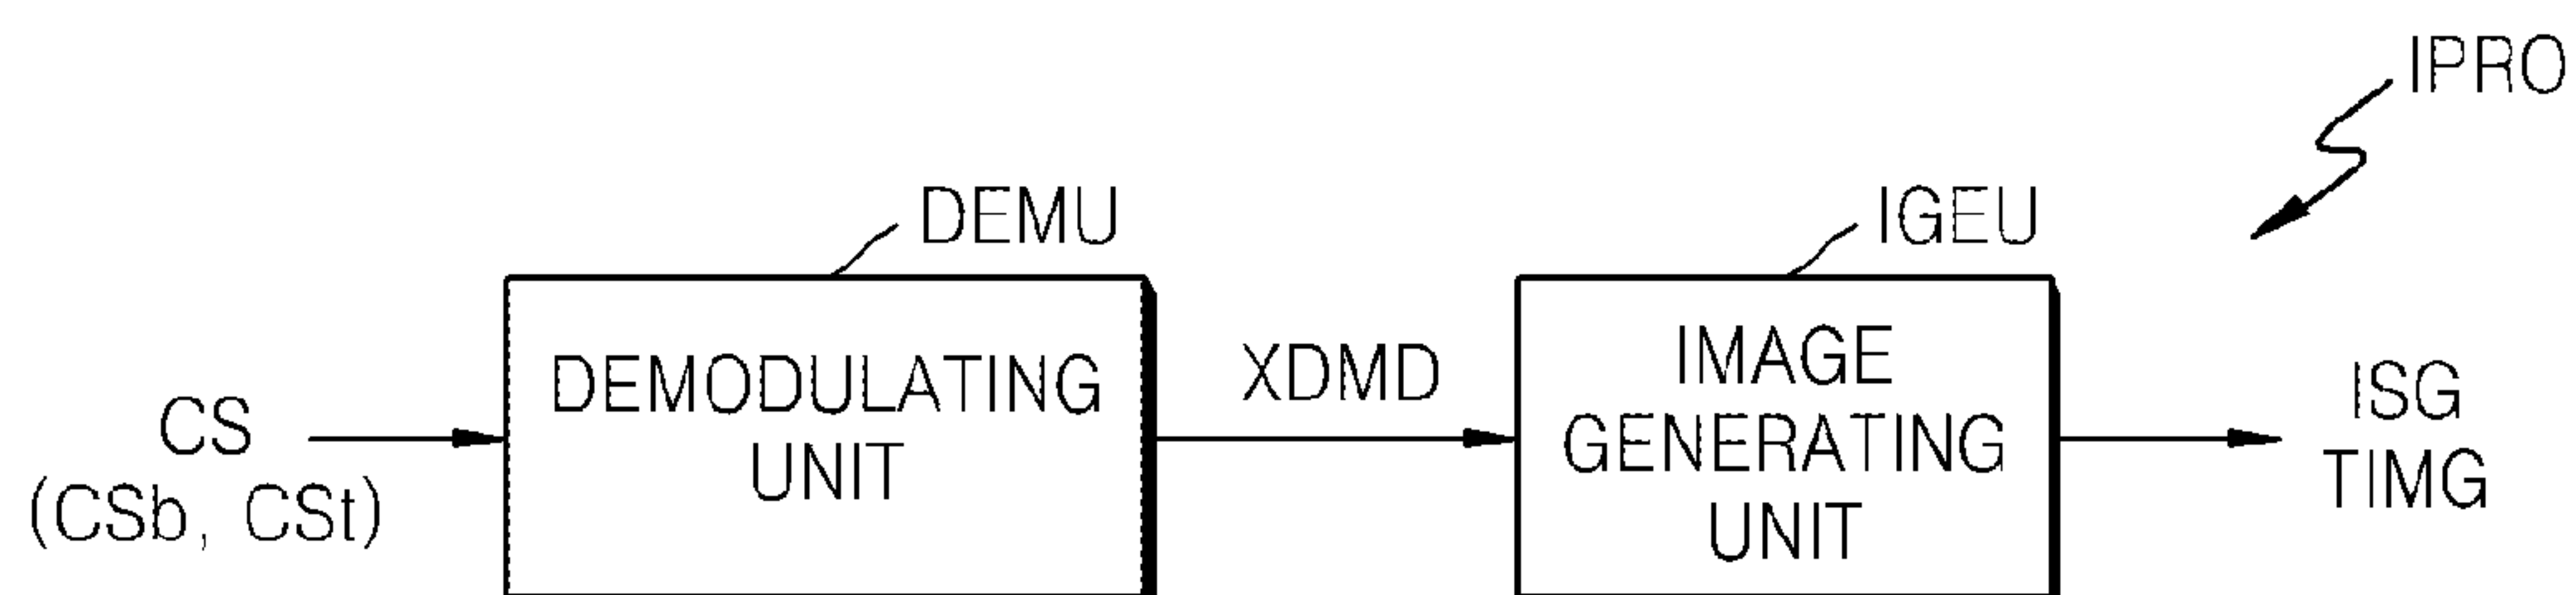 IPRO
DEMU
IGEU
CS
(CSb, CSt)
DEMODULATING
UNIT
XDMD
IMAGE
GENERATING
UNIT
ISG
TIMG